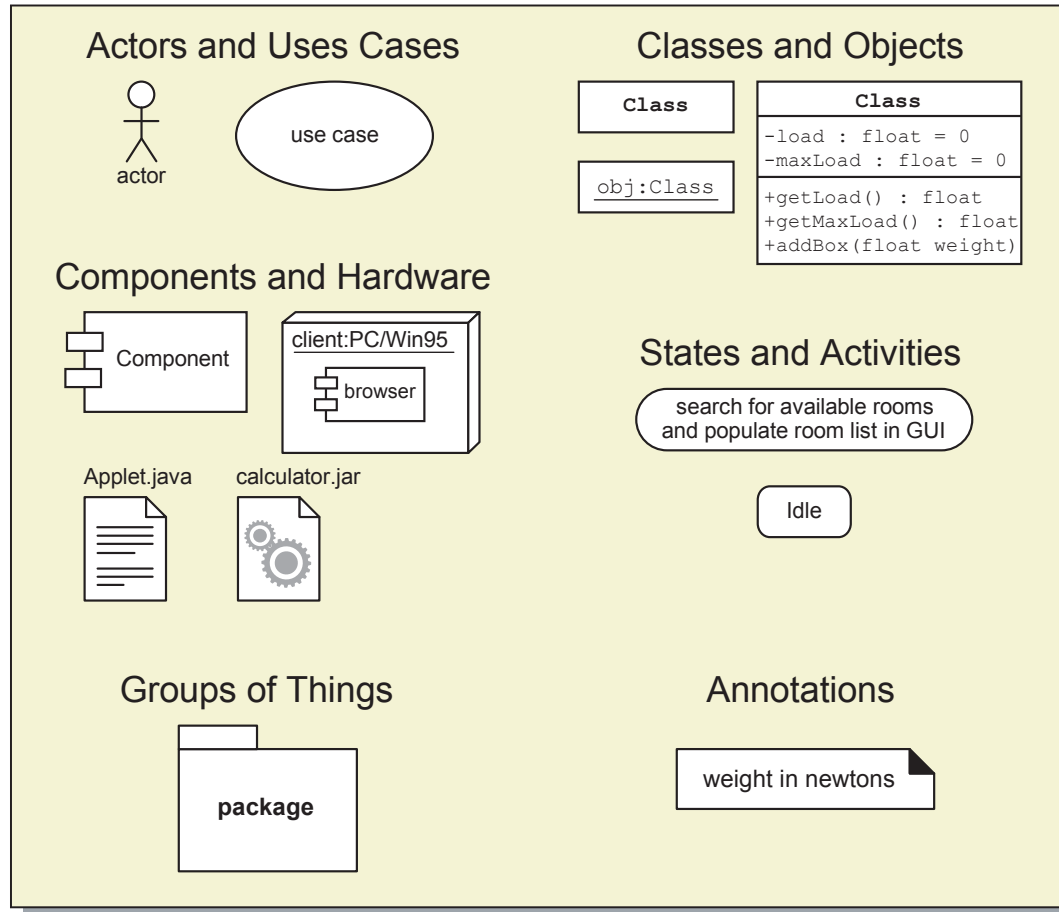 Actors and Uses Cases
actor
use case
Classes and Objects
Class
obj:Class
Class
-load : float = 0
-maxLoad : float = 0
+getLoad() : float
+getMaxLoad() : float
+addBox(float weight)
Components and Hardware
Component
client:PC/Win95
browser
Applet.java
calculator.jar
States and Activities
search for available rooms
and populate room list in GUI
Idle
Groups of Things
package
Annotations
weight in newtons